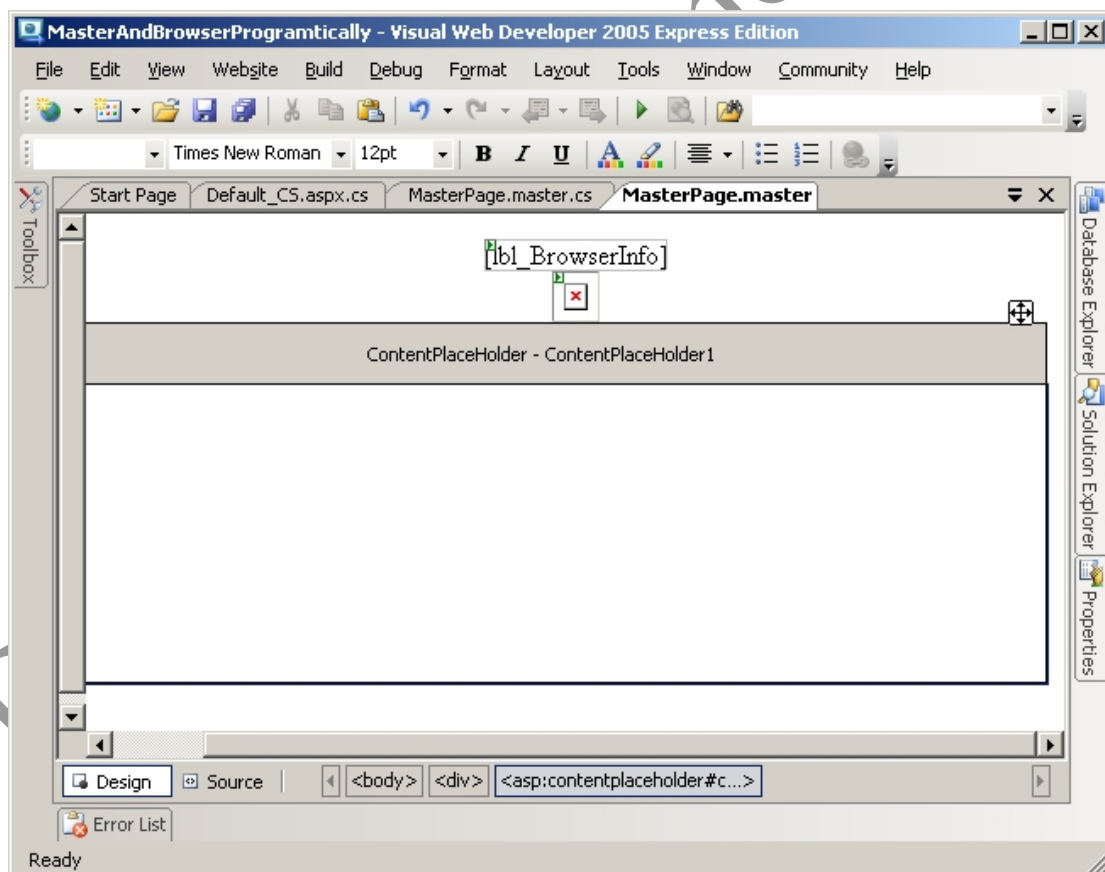 MasterAndBrowserProgramtically - Visual Web Developer 2005 Express Edition
File Edit View Website Build Debug Format Layout Tools Window Community Help
Times New Roman 12pt B I U A
Start Page Default_CS.aspx.cs MasterPage.master.cs MasterPage.master
Toolbox
[lbl_BrowserInfo]
ContentPlaceHolder - ContentPlaceHolder1
Database Explorer
Solution Explorer
Properties
Design Source <body> <div> <asp:contentplaceholder#c...>
Error List
Ready